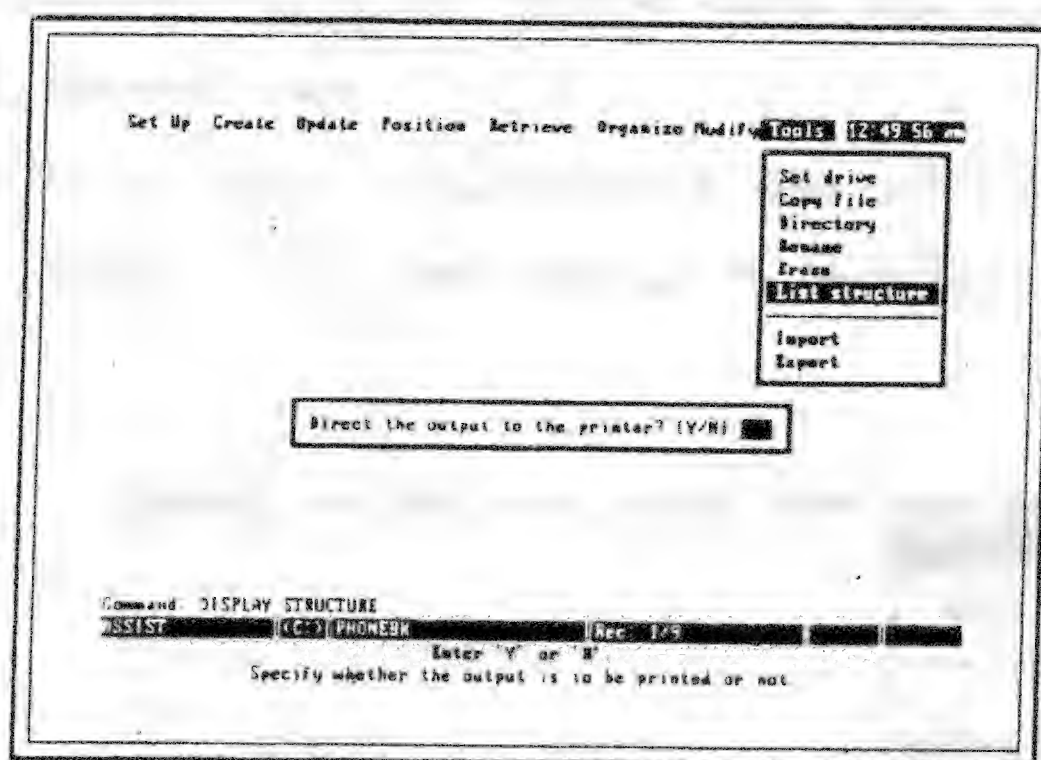 Set Up Create Update Position Retrieve Organize Modify Tools 12:49:56 am
Set drive
Copy file
Directory
Rename
Erase
List structure
Import
Export
Direct the output to the printer? [Y/N]
Command: DISPLAY STRUCTURE
ASSIST <C:> PHONEBK Rec: 1/9
Enter 'Y' or 'N'.
Specify whether the output is to be printed or not.